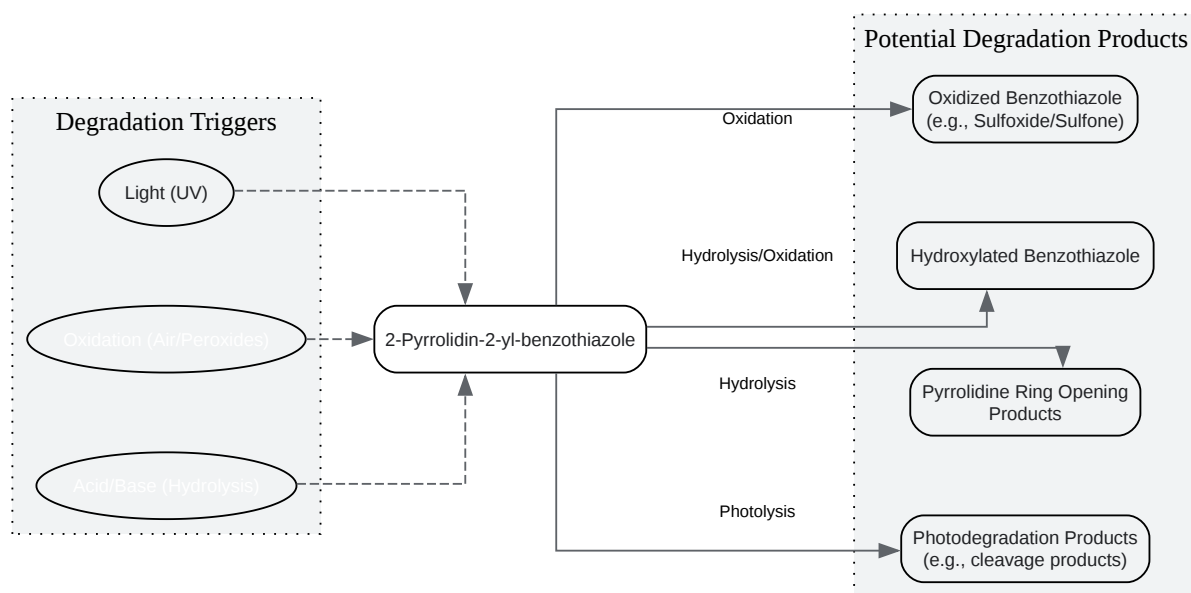 Degradation Triggers
Light (UV)
Oxidation (Air/Peroxides)
Acid/Base (Hydrolysis)
2-Pyrrolidin-2-yl-benzothiazole
Oxidation
Hydrolysis/Oxidation
Hydrolysis
Photolysis
Potential Degradation Products
Oxidized Benzothiazole
(e.g., Sulfoxide/Sulfone)
Hydroxylated Benzothiazole
Pyrrolidine Ring Opening
Products
Photodegradation Products
(e.g., cleavage products)